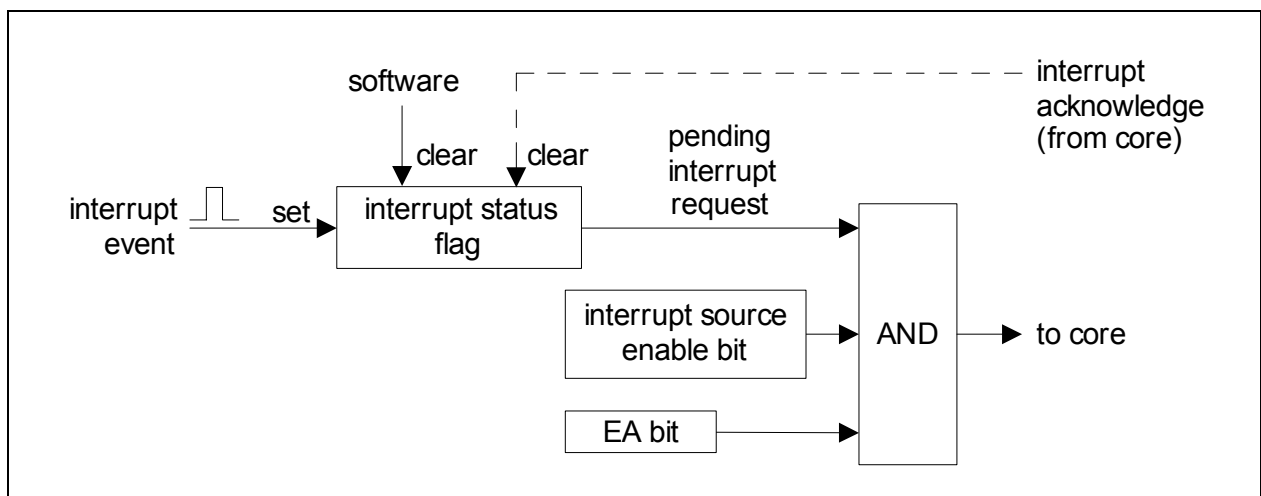 software
interrupt
acknowledge
(from core)
clear
clear
pending
interrupt
request
interrupt
event
set
interrupt status
flag
interrupt source
enable bit
AND
to core
EA bit